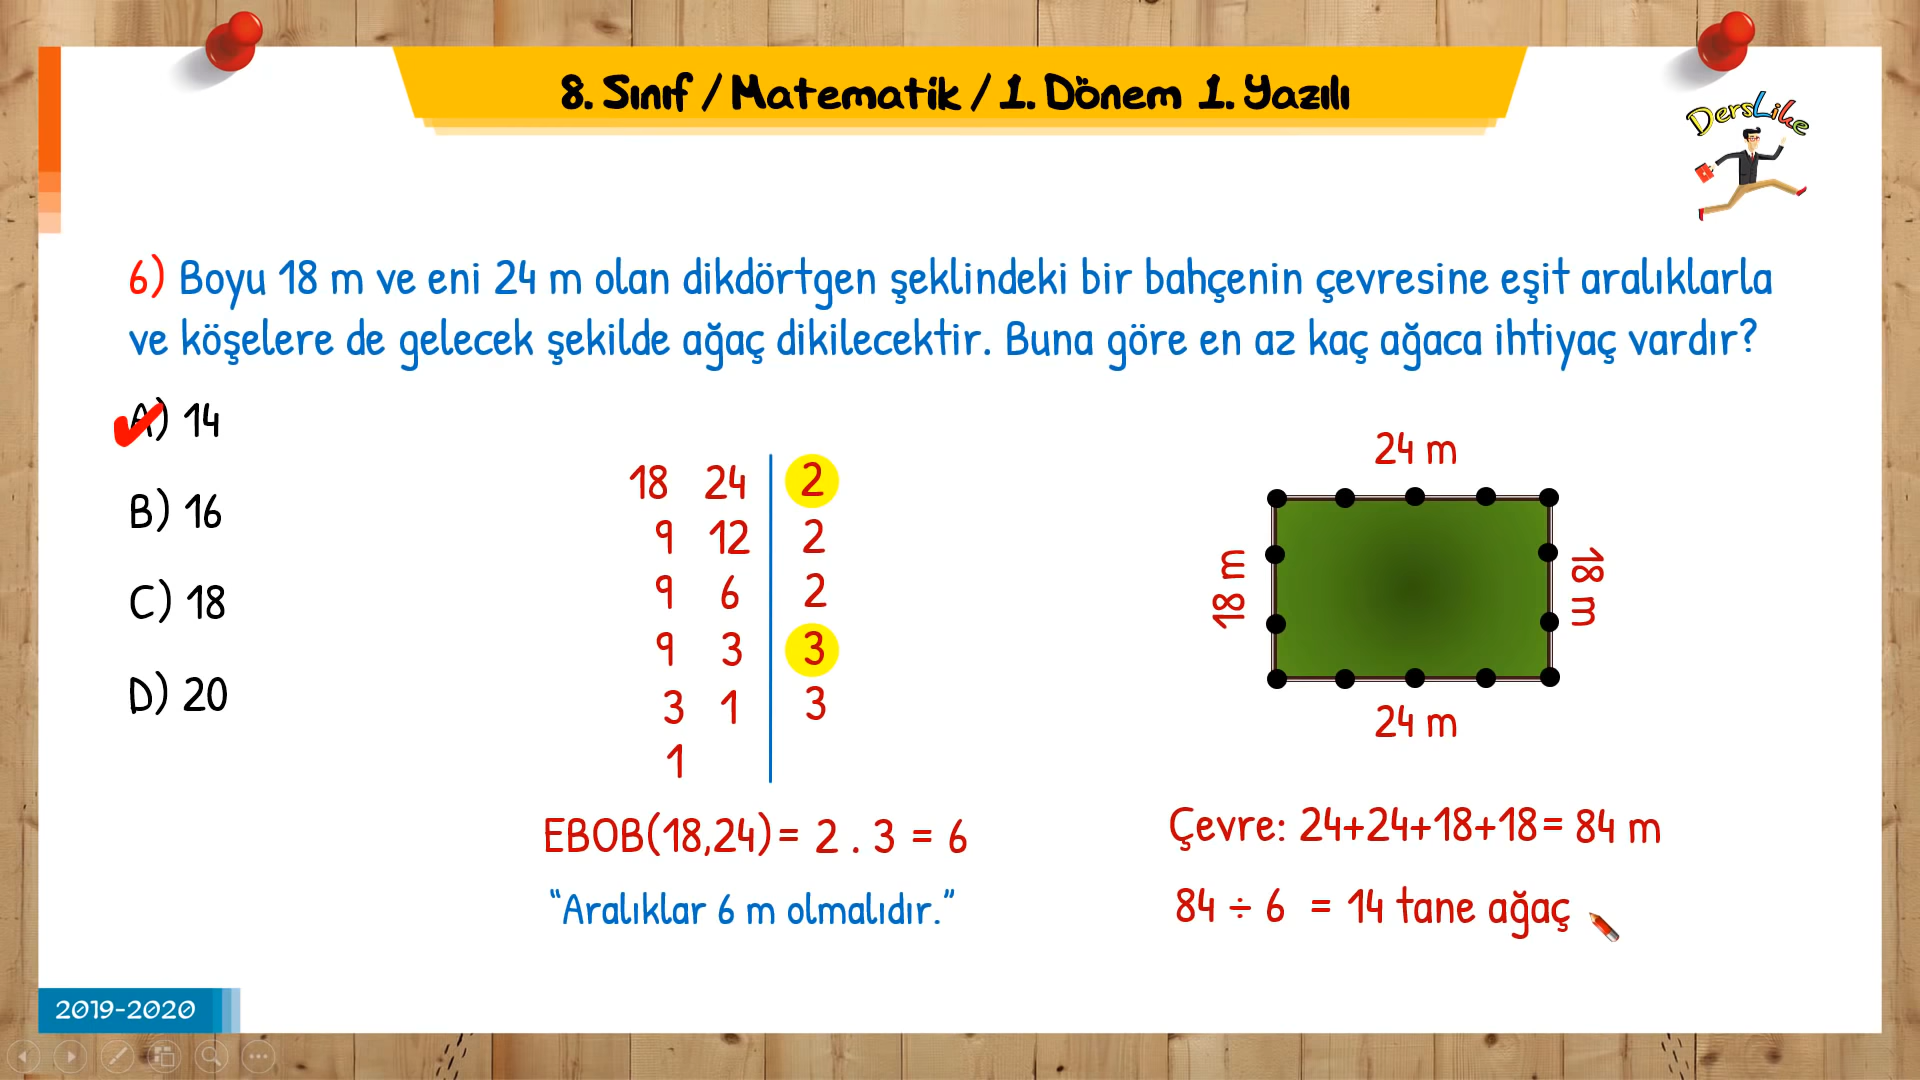 8. Sınıf / Matematik / 1. Dönem 1. Yazılı
DersLike
6) Boyu 18 m ve eni 24 m olan dikdörtgen şeklindeki bir bahçenin çevresine eşit aralıklarla
ve köşelere de gelecek şekilde ağaç dikilecektir. Buna göre en az kaç ağaca ihtiyaç vardır?
A) 14
B) 16
C) 18
D) 20
18 24 2
9 12 2
9 6 2
9 3 3
3 1 3
1
EBOB(18,24) = 2 . 3 = 6
“Aralıklar 6 m olmalıdır.”
24 m
18 m
18 m
24 m
Çevre: 24+24+18+18= 84 m
84 ÷ 6 = 14 tane ağaç
2019-2020